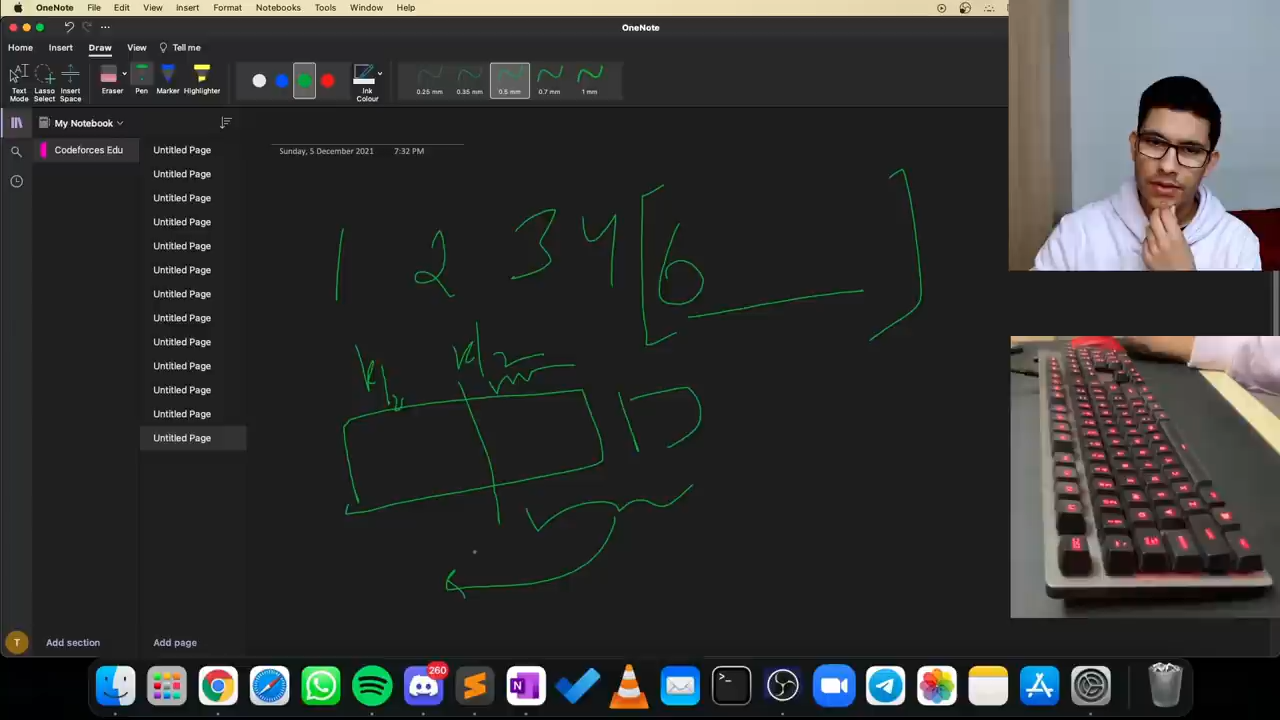 OneNote File Edit View Insert Format Notebooks Tools Window Help
OneNote
Home Insert Draw View Tell me
Text Mode Lasso Select Insert Space Eraser Pen Marker Highlighter Ink Colour 0.25 mm 0.35 mm 0.5 mm 0.7 mm 1 mm
My Notebook
Codeforces Edu
Untitled Page
Untitled Page
Untitled Page
Untitled Page
Untitled Page
Untitled Page
Untitled Page
Untitled Page
Untitled Page
Untitled Page
Untitled Page
Untitled Page
Untitled Page
Sunday, 5 December 2021 7:32 PM
1 2 3 4 [6 ]
k/2 k/2
T Add section Add page
260